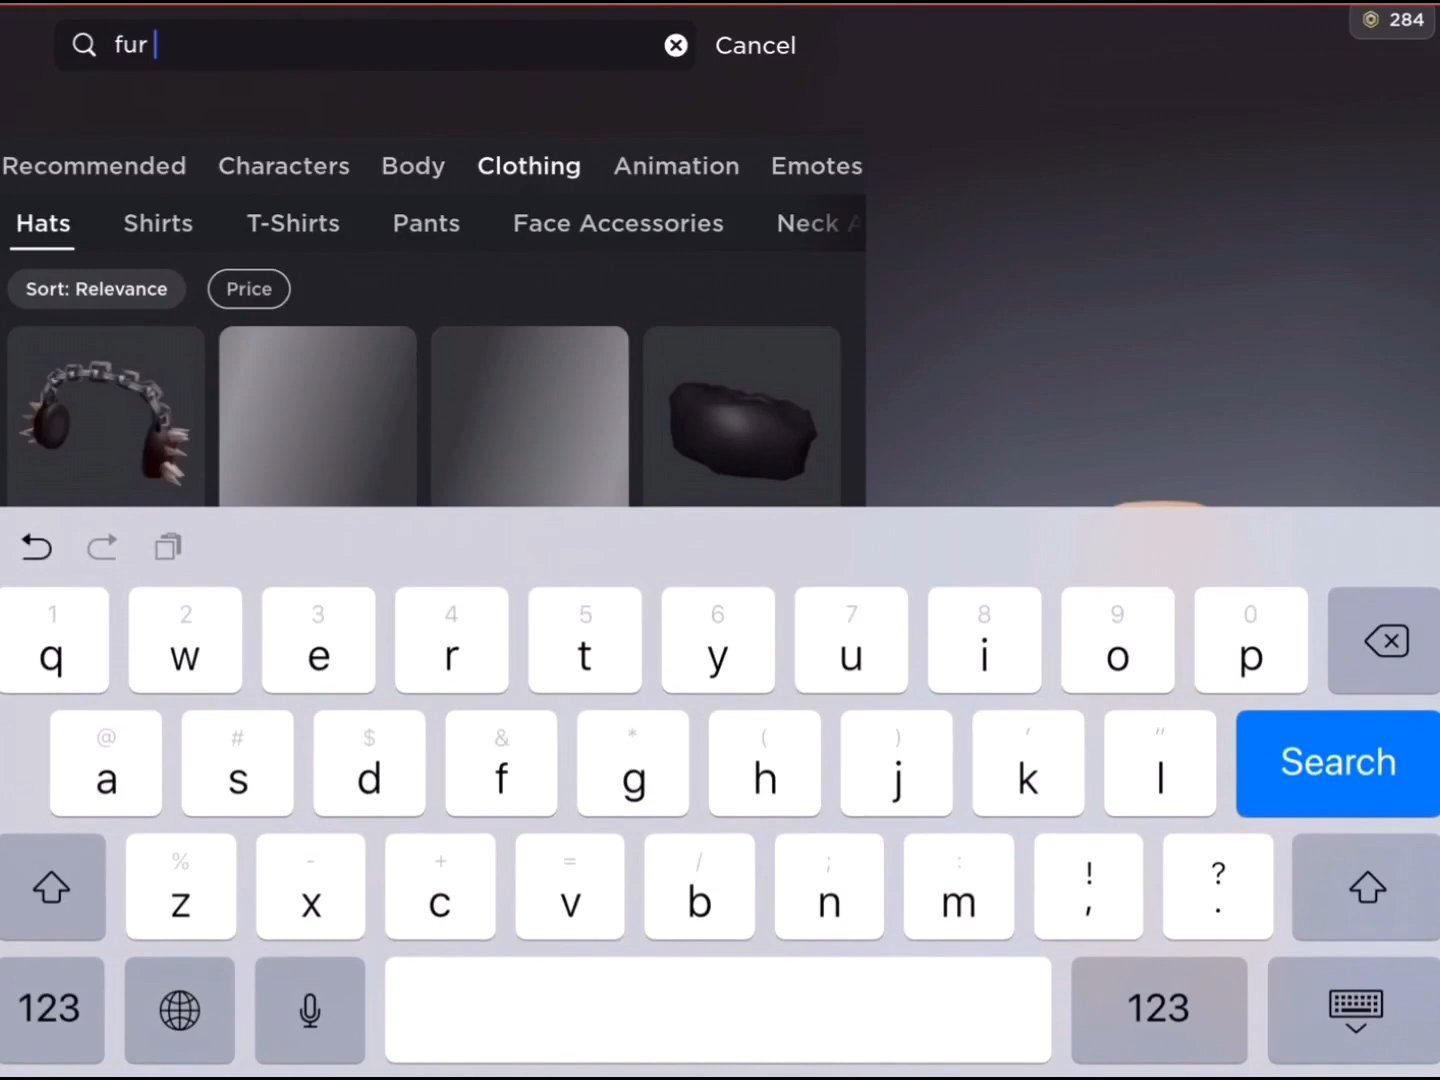 fur
Cancel
284
Recommended Characters Body Clothing Animation Emotes
Hats Shirts T-Shirts Pants Face Accessories Neck A
Sort: Relevance Price
1 2 3 4 5 6 7 8 9 0
q w e r t y u i o p
@ # $ & * ( ) ' "
a s d f g h j k l Search
% - + = / ; : ! ?
z x c v b n m , .
123 123